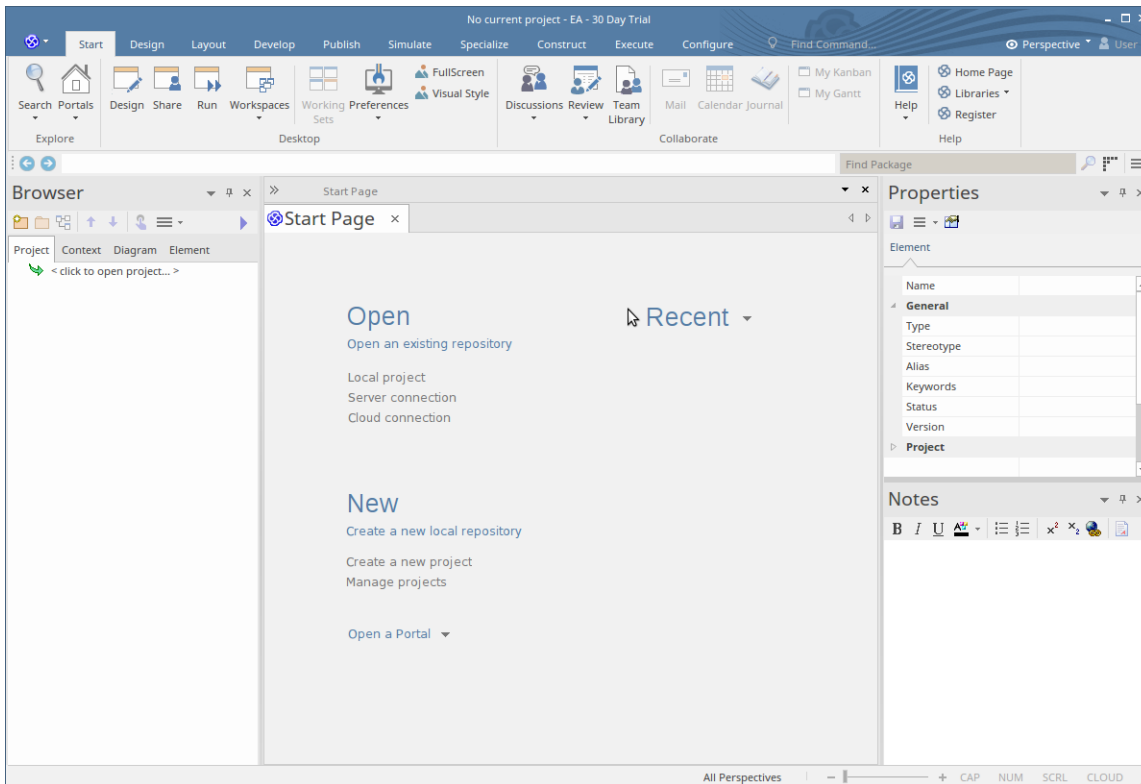 No current project - EA - 30 Day Trial
Start Design Layout Develop Publish Simulate Specialize Construct Execute Configure Find Command... Perspective User
Search Portals Design Share Run Workspaces Working Sets Preferences FullScreen Visual Style Discussions Review Team Library Mail Calendar Journal My Kanban My Gantt Help Home Page Libraries Register
Explore Desktop Collaborate Help
Find Package
Browser
Project Context Diagram Element
< click to open project... >
Start Page
Start Page
Open
Open an existing repository
Local project
Server connection
Cloud connection
Recent
New
Create a new local repository
Create a new project
Manage projects
Open a Portal
Properties
Element
Name
General
Type
Stereotype
Alias
Keywords
Status
Version
Project
Notes
B I U x² x₂
All Perspectives CAP NUM SCRL CLOUD